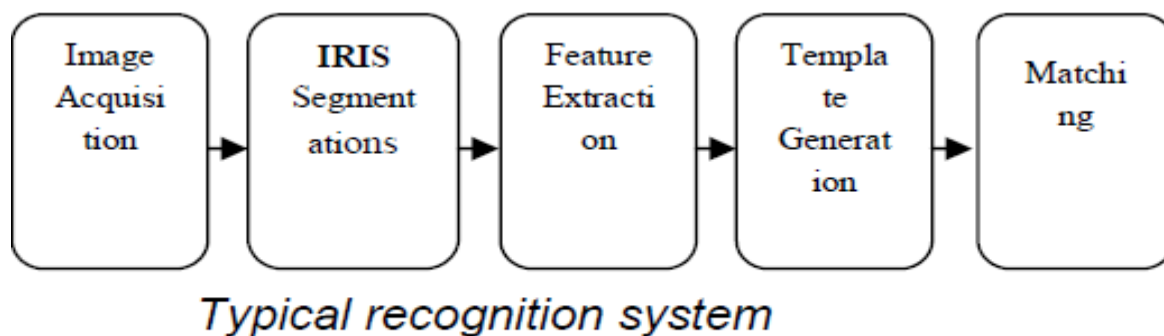 Image
Acquisi
tion
IRIS
Segment
ations
Feature
Extracti
on
Templa
te
Generat
ion
Matchi
ng
Typical recognition system